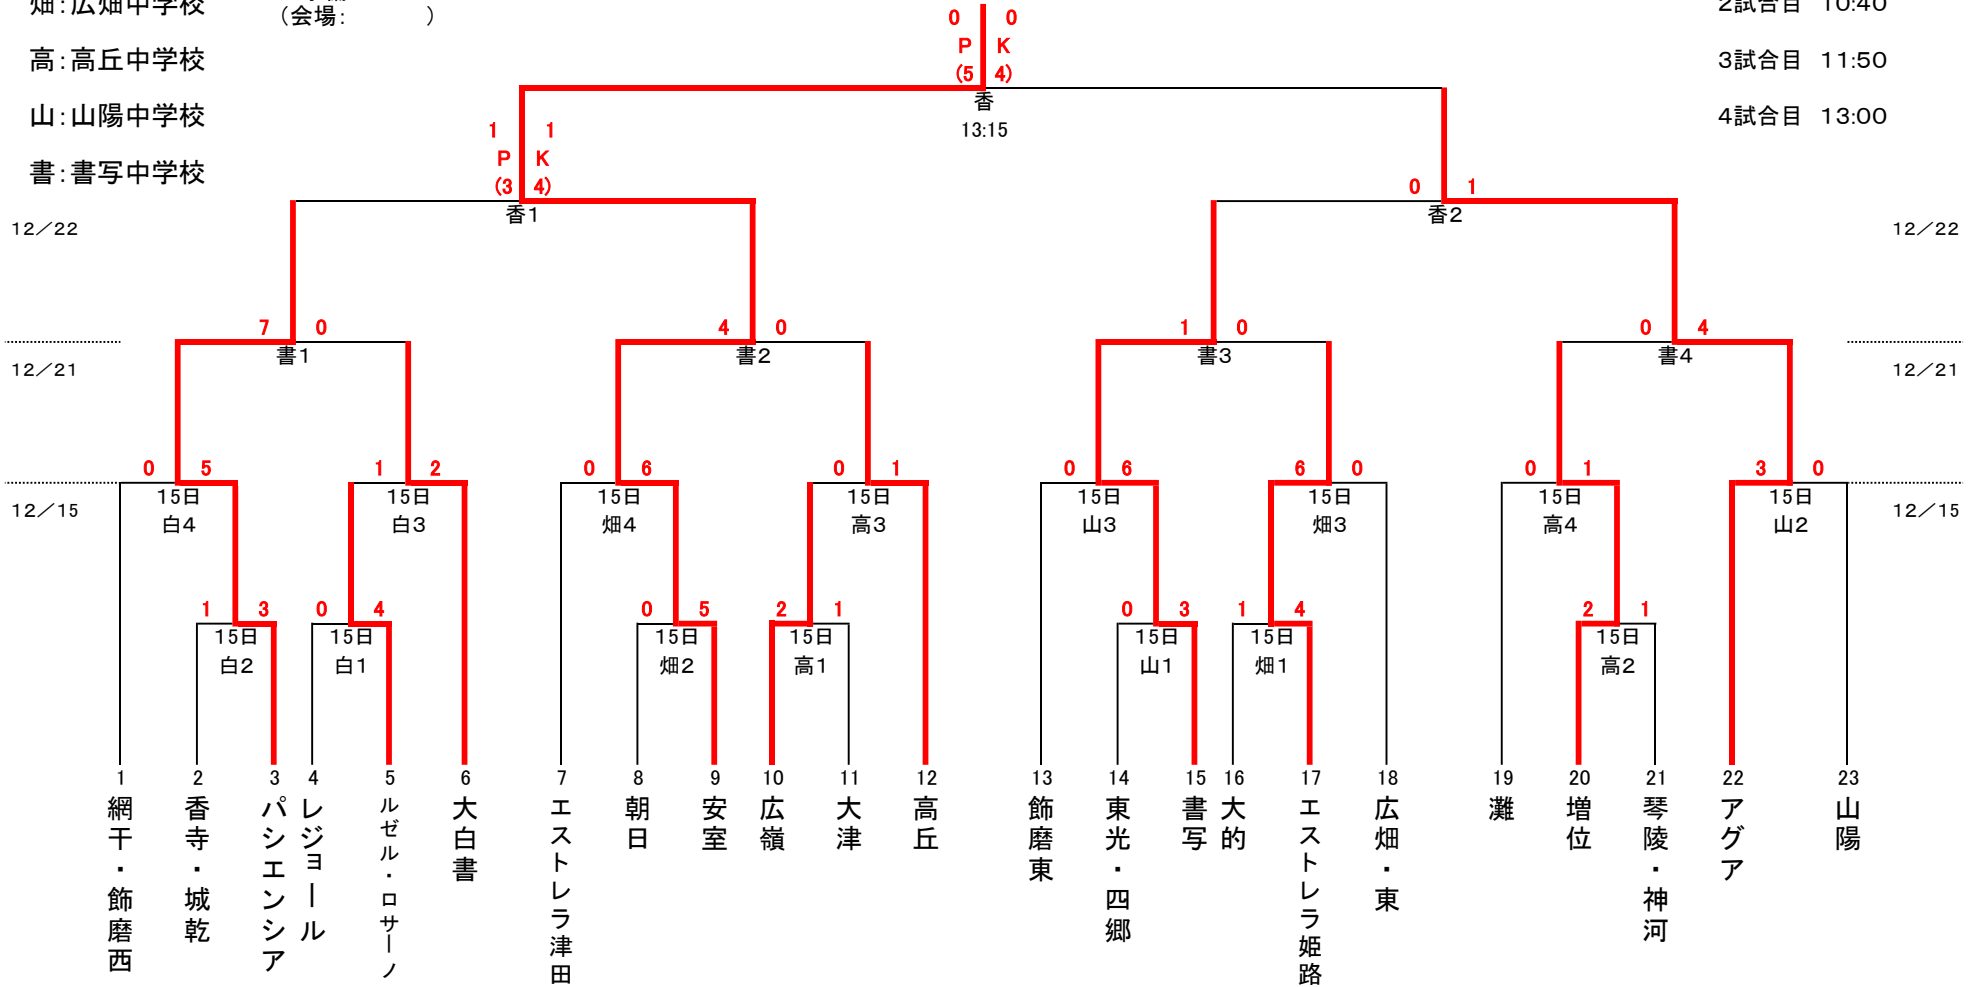 畑：広畑中学校
（会場：　　　）
2試合目 10:40
高：高丘中学校
3試合目 11:50
山：山陽中学校
4試合目 13:00
書：書写中学校
0 0
P K
(5 4)
香
13:15
1 1
P K
(3 4)
香1
0 1
香2
12／22
12／22
7 0
書1
4 0
書2
1 0
書3
0 4
書4
12／21
12／21
0 5
15日
白4
1 2
15日
白3
0 6
15日
畑4
0 1
15日
高3
0 6
15日
山3
6 0
15日
畑3
0 1
15日
高4
3 0
15日
山2
12／15
12／15
1 3
15日
白2
0 4
15日
白1
0 5
15日
畑2
2 1
15日
高1
0 3
15日
山1
1 4
15日
畑1
2 1
15日
高2
1
網干・飾磨西
2
香寺・城乾
3
パシエンシア
4
レジョール
5
ルゼル・ロサーノ
6
大白書
7
エストレラ津田
8
朝日
9
安室
10
広嶺
11
大津
12
高丘
13
飾磨東
14
東光・四郷
15
書写
16
大的
17
エストレラ姫路
18
広畑・東
19
灘
20
増位
21
琴陵・神河
22
アグア
23
山陽